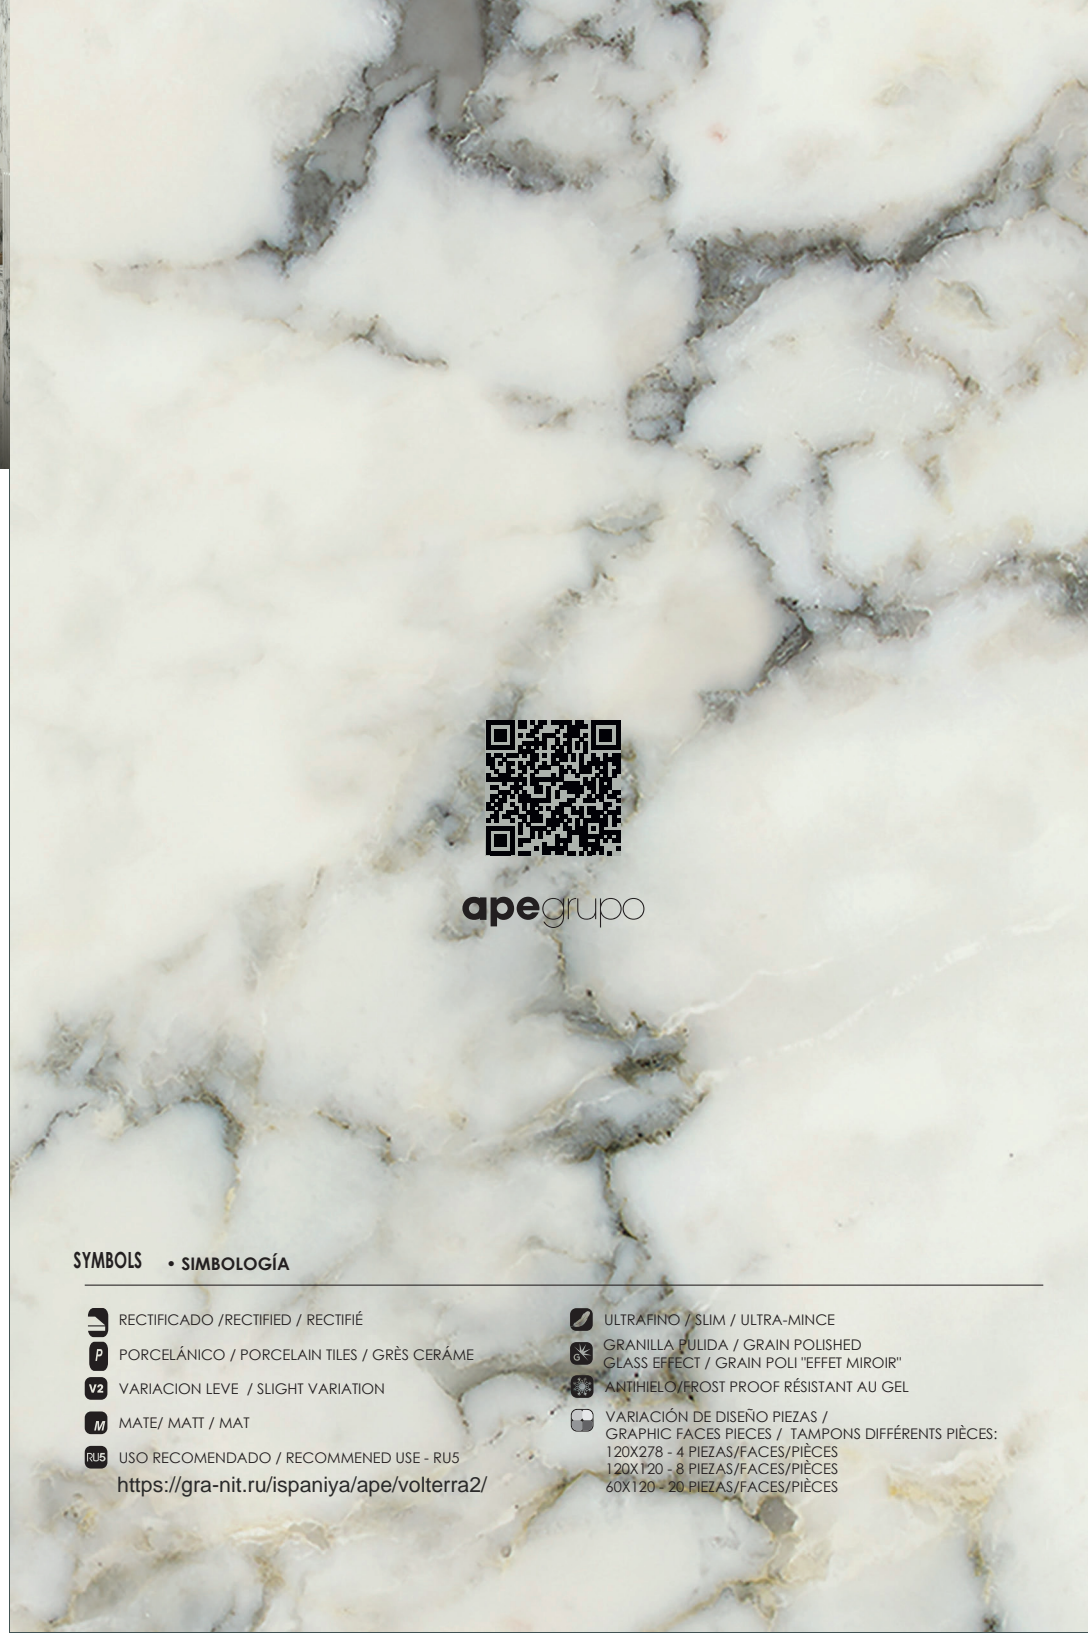 apegrupo
SYMBOLS • SIMBOLOGÍA
RECTIFICADO /RECTIFIED / RECTIFIÉ
P PORCELÁNICO / PORCELAIN TILES / GRÈS CERÁME
V2 VARIACION LEVE / SLIGHT VARIATION
M MATE/ MATT / MAT
RU5 USO RECOMENDADO / RECOMMENED USE - RU5
https://gra-nit.ru/ispaniya/ape/volterra2/
ULTRAFINO / SLIM / ULTRA-MINCE
G GRANILLA PULIDA / GRAIN POLISHED
GLASS EFFECT / GRAIN POLI "EFFET MIROIR"
ANTIHIELO/FROST PROOF RÉSISTANT AU GEL
VARIACIÓN DE DISEÑO PIEZAS /
GRAPHIC FACES PIECES / TAMPONS DIFFÉRENTS PIÈCES:
120X278 - 4 PIEZAS/FACES/PIÈCES
120X120 - 8 PIEZAS/FACES/PIÈCES
60X120 - 20 PIEZAS/FACES/PIÈCES